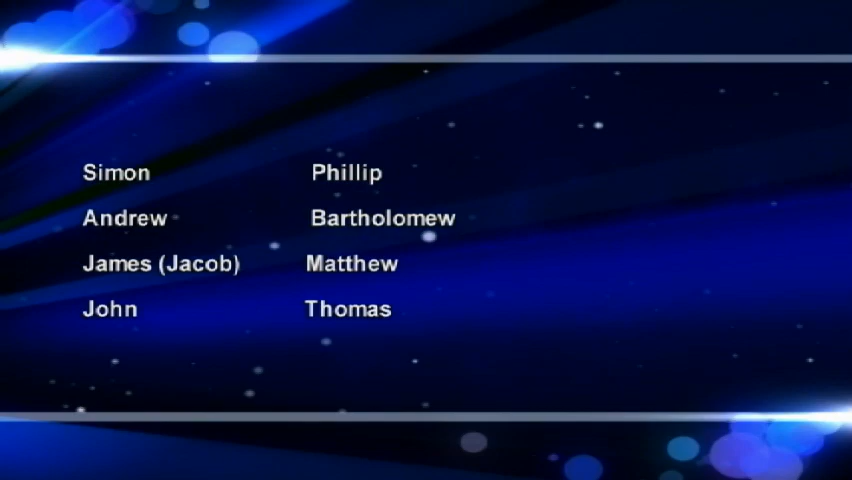 Simon
Andrew
James (Jacob)
John
Phillip
Bartholomew
Matthew
Thomas